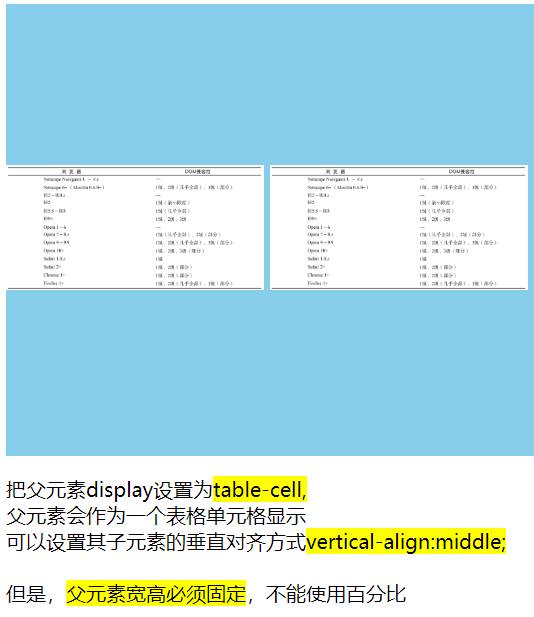 浏 览 器 DOM兼容性 浏 览 器 DOM兼容性
Netscape Navigator 1. ~ 4.x — Netscape Navigator 1. ~ 4.x —
Netscape 6+（Mozilla 0.6.0+） 1级、2级（几乎全部）、3级（部分） Netscape 6+（Mozilla 0.6.0+） 1级、2级（几乎全部）、3级（部分）
IE2～IE4.x — IE2～IE4.x —
IE5 1级（最小限度） IE5 1级（最小限度）
IE5.5～IE8 1级（几乎全部） IE5.5～IE8 1级（几乎全部）
IE9+ 1级、2级、3级 IE9+ 1级、2级、3级
Opera 1～6 — Opera 1～6 —
Opera 7～8.x 1级（几乎全部）、2级（部分） Opera 7～8.x 1级（几乎全部）、2级（部分）
Opera 9～9.9 1级、2级（几乎全部）、3级（部分） Opera 9～9.9 1级、2级（几乎全部）、3级（部分）
Opera 10+ 1级、2级、3级（部分） Opera 10+ 1级、2级、3级（部分）
Safari 1.0.x 1级 Safari 1.0.x 1级
Safari 2+ 1级、2级（部分） Safari 2+ 1级、2级（部分）
Chrome 1+ 1级、2级（部分） Chrome 1+ 1级、2级（部分）
Firefox 1+ 1级、2级（几乎全部）、3级（部分） Firefox 1+ 1级、2级（几乎全部）、3级（部分）
把父元素display设置为table-cell,
父元素会作为一个表格单元格显示
可以设置其子元素的垂直对齐方式vertical-align:middle;
但是，父元素宽高必须固定，不能使用百分比